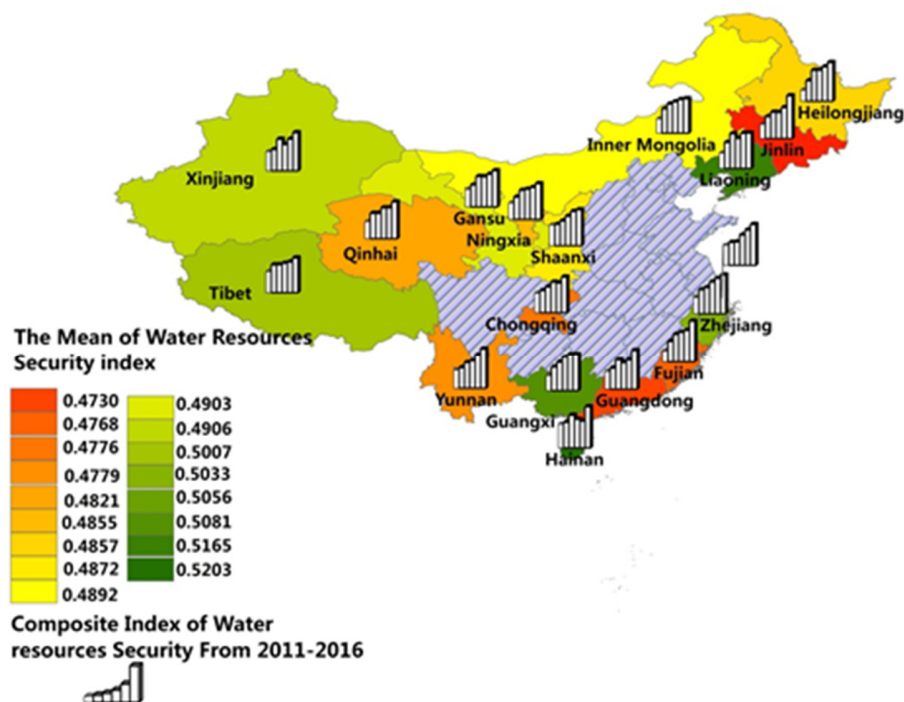 Heilongjiang
Inner Mongolia
Jinlin
Xinjiang
Liaoning
Gansu
Ningxia
Qinhai
Shaanxi
Tibet
Chongqing
Zhejiang
The Mean of Water Resources
Security index
Fujian
Yunnan
Guangdong
Guangxi
Hainan
0.4730
0.4768
0.4776
0.4779
0.4821
0.4855
0.4857
0.4872
0.4892
0.4903
0.4906
0.5007
0.5033
0.5056
0.5081
0.5165
0.5203
Composite Index of Water
resources Security From 2011-2016